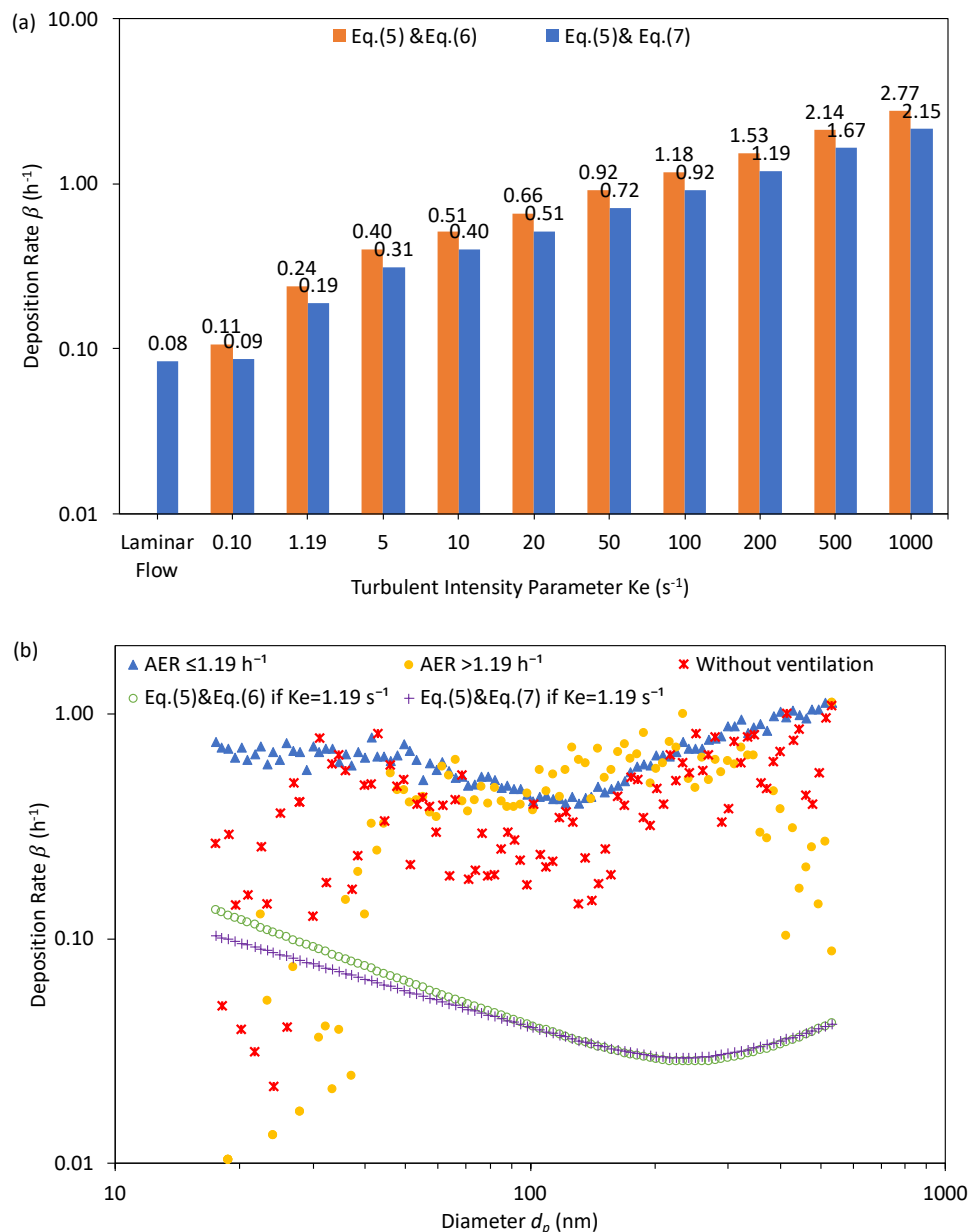 (a)
10.00
1.00
0.10
0.01
Deposition Rate β (h⁻¹)
Eq.(5) &Eq.(6)
Eq.(5)& Eq.(7)
0.08
0.11
0.09
0.24
0.19
0.40
0.31
0.51
0.40
0.66
0.51
0.92
0.72
1.18
0.92
1.53
1.19
2.14
1.67
2.77
2.15
Laminar Flow 0.10 1.19 5 10 20 50 100 200 500 1000
Turbulent Intensity Parameter Ke (s⁻¹)
(b)
AER ≤1.19 h⁻¹
AER >1.19 h⁻¹
Without ventilation
Eq.(5)&Eq.(6) if Ke=1.19 s⁻¹
Eq.(5)&Eq.(7) if Ke=1.19 s⁻¹
1.00
0.10
0.01
Deposition Rate β (h⁻¹)
10 100 1000
Diameter dₚ (nm)